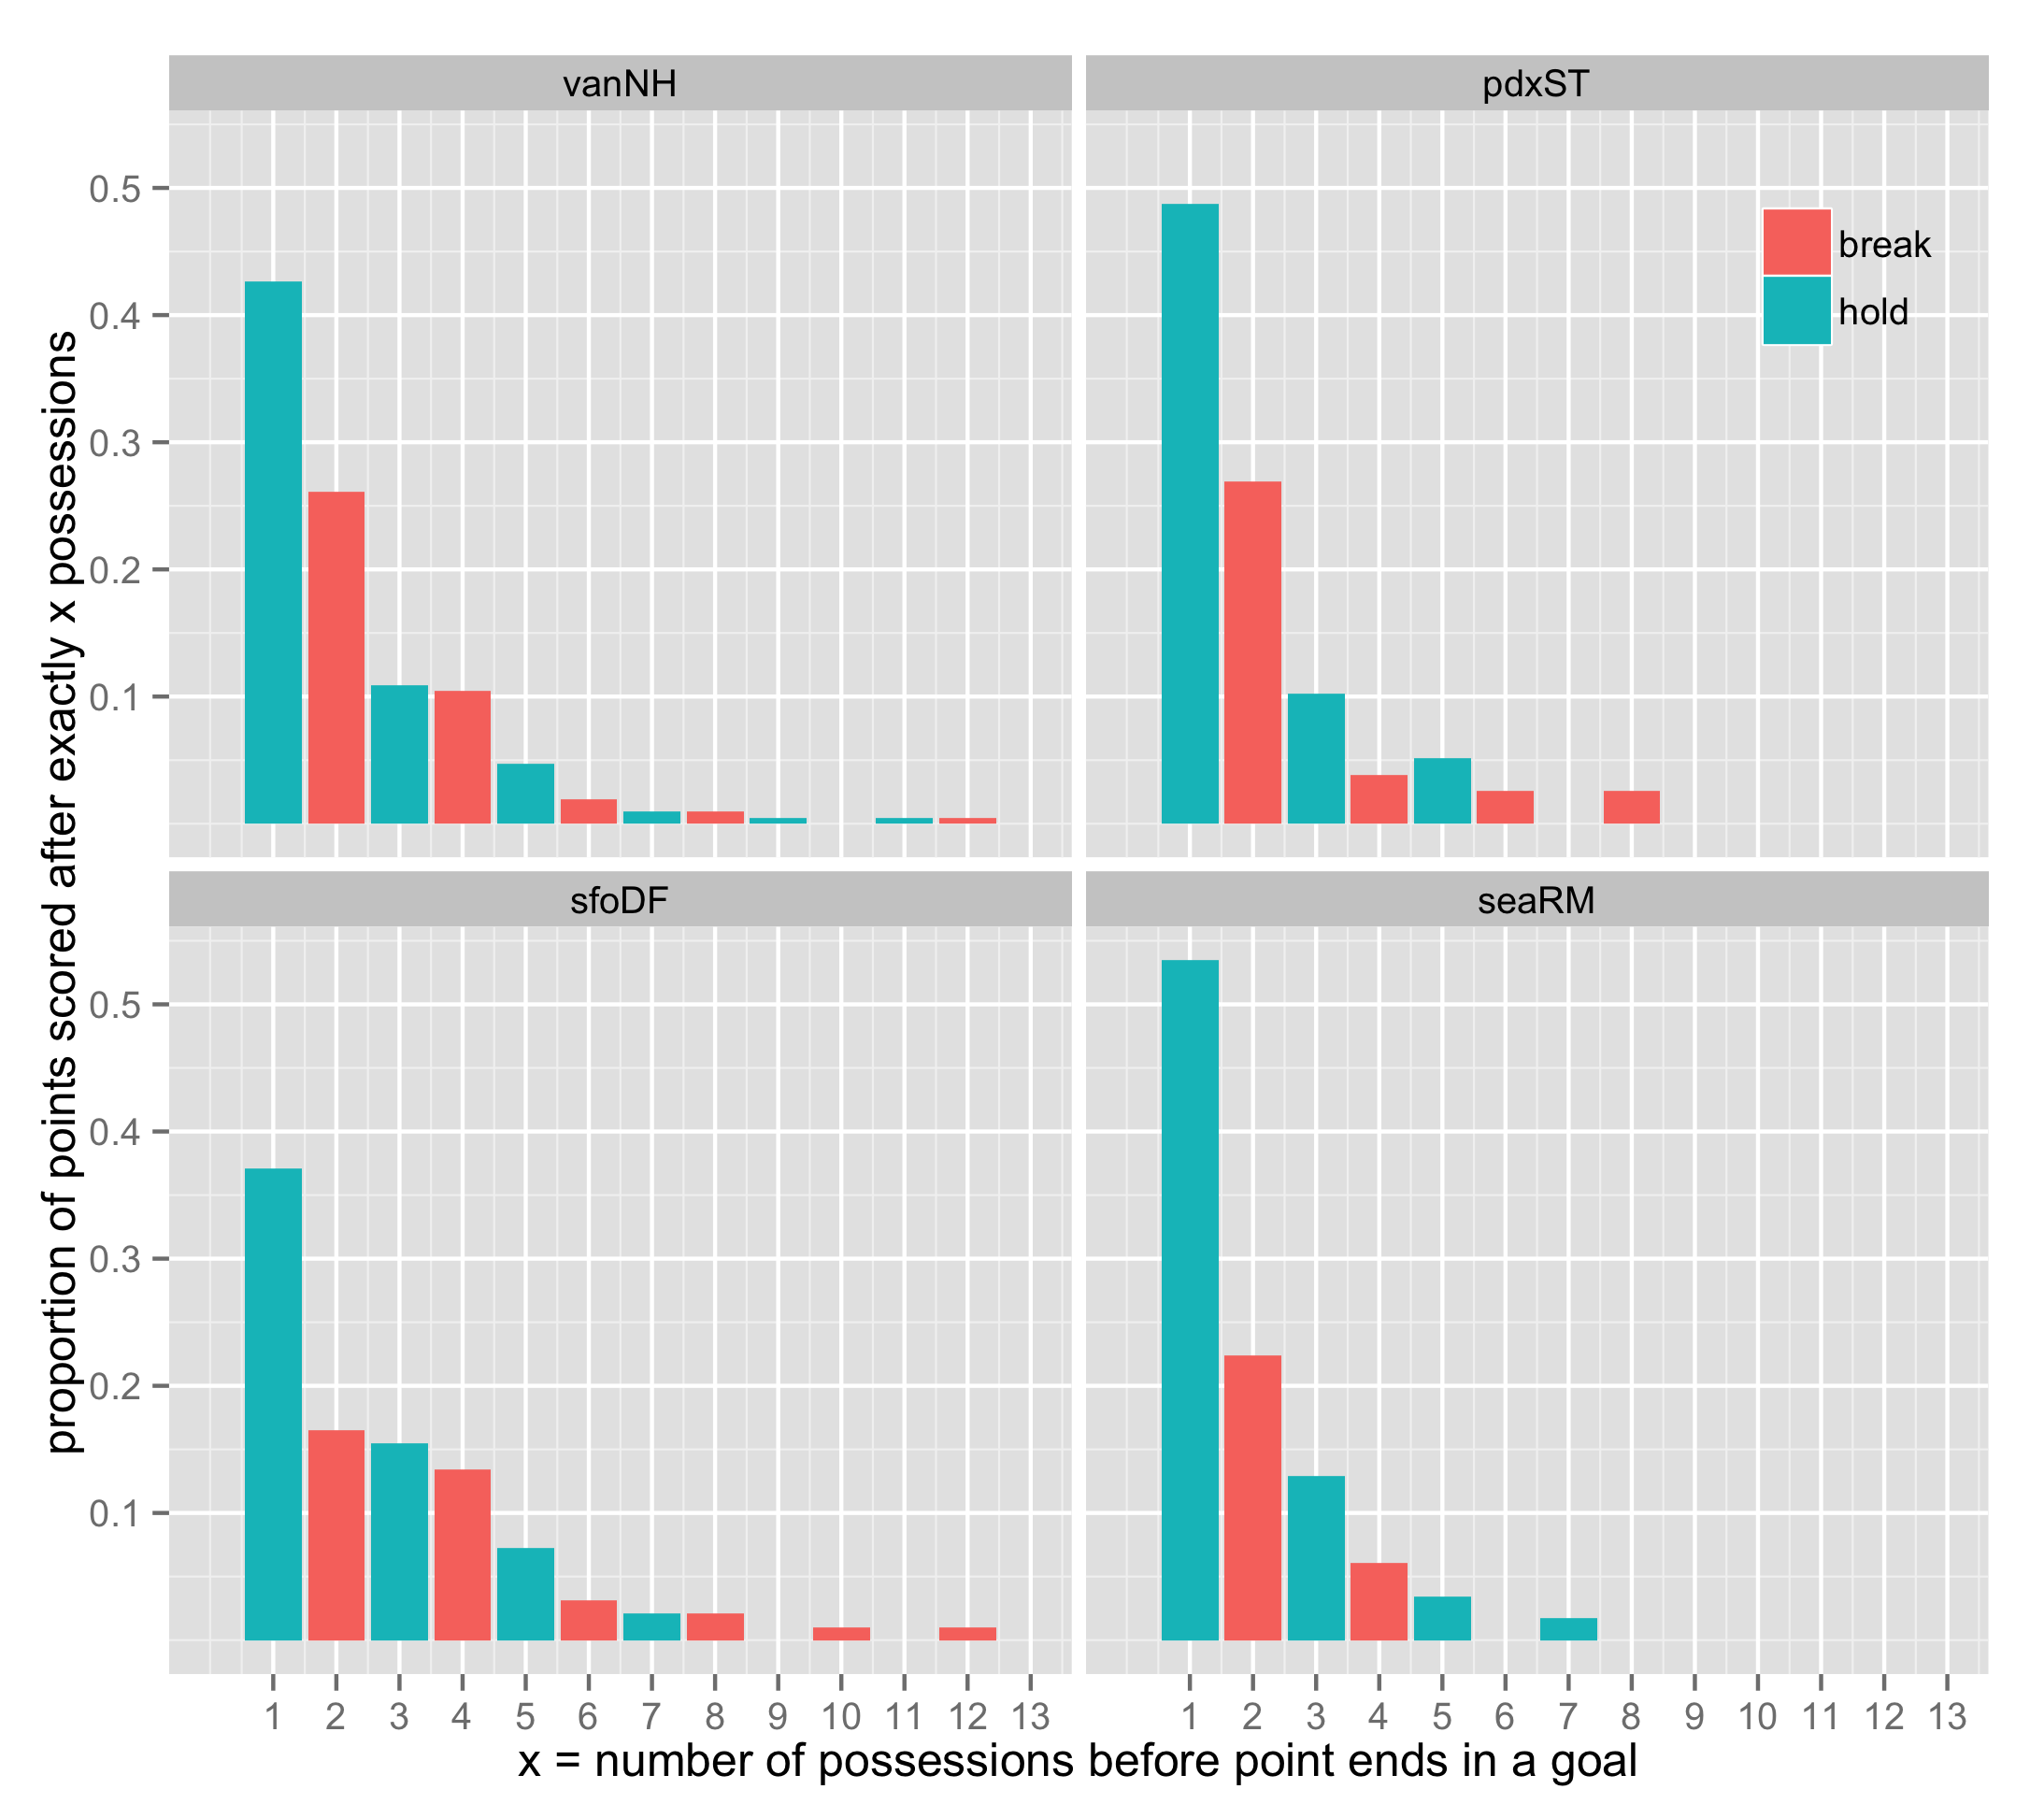 vanNH
pdxST
0.5
0.4
0.3
0.2
0.1
break
hold
sfoDF
seaRM
0.5
0.4
0.3
0.2
0.1
1 2 3 4 5 6 7 8 9 10 11 12 13
1 2 3 4 5 6 7 8 9 10 11 12 13
x = number of possessions before point ends in a goal
proportion of points scored after exactly x possessions